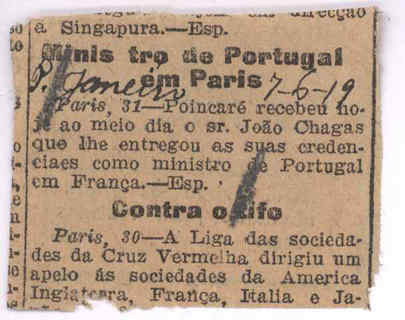 a Singapura.—Esp.
Minis tro de Portugal
em Paris
P. Janeiro 7-6-19
Paris, 31—Poincaré recebeu ho-
je ao meio dia o sr. João Chagas
que lhe entregou as suas creden-
ciaes como ministro de Portugal
em França.—Esp.
Contra o tifo
Paris, 30—A Liga das socieda-
des da Cruz Vermelha dirigiu um
apelo ás sociedades da America
Inglaterra, França, Italia e Ja-